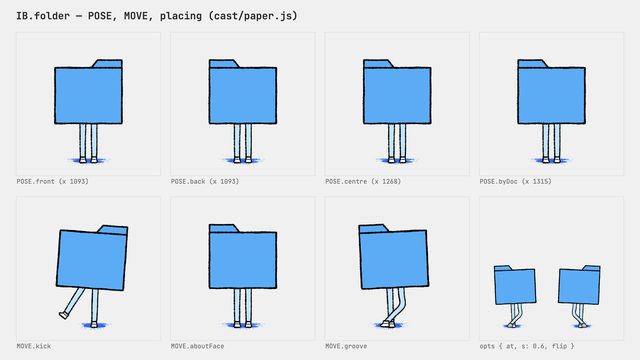 IB.folder — POSE, MOVE, placing (cast/paper.js)
POSE.front (x 1093)
POSE.back (x 1093)
POSE.centre (x 1268)
POSE.byDoc (x 1315)
MOVE.kick
MOVE.aboutFace
MOVE.groove
opts { at, s: 0.6, flip }